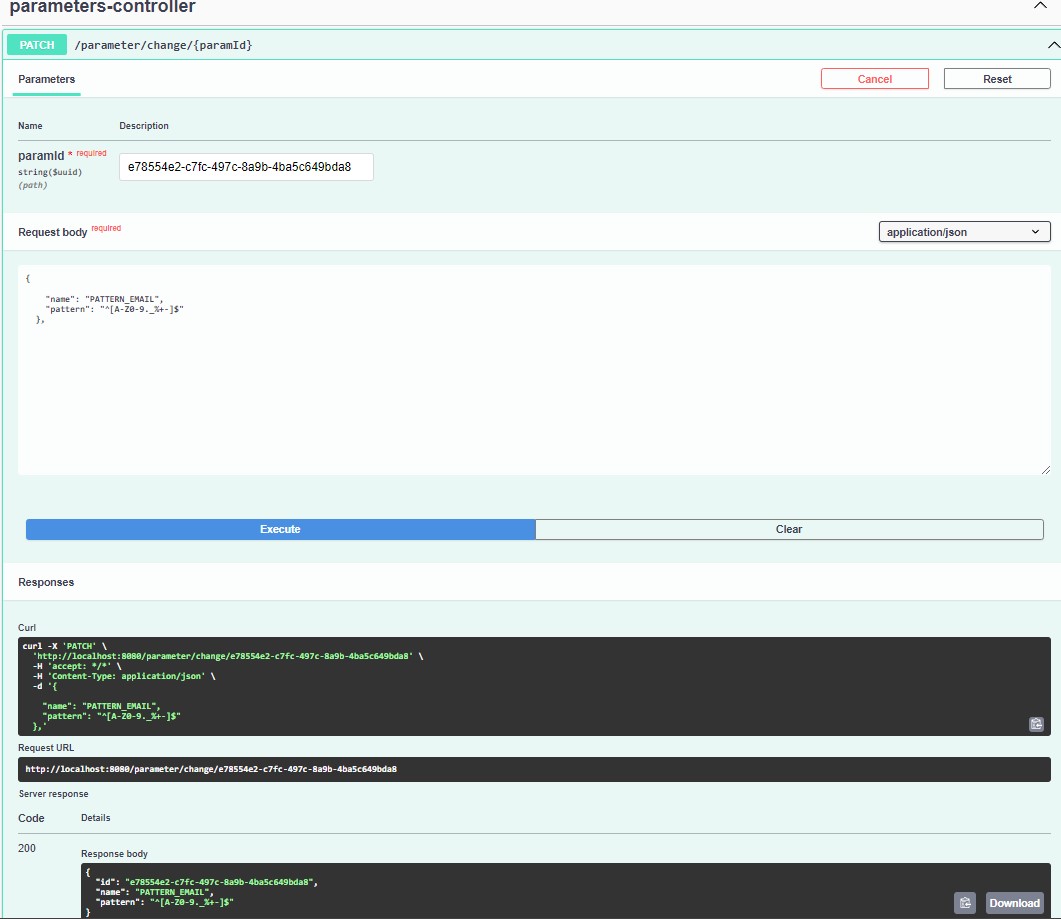 parameters-controller
PATCH /parameter/change/{paramId}
Parameters Cancel Reset
Name Description
paramId * required
string($uuid)
(path)
e78554e2-c7fc-497c-8a9b-4ba5c649bda8
Request body required application/json
{
"name": "PATTERN_EMAIL",
"pattern": "^[A-Z0-9._%+-]$"
},
Execute Clear
Responses
Curl
curl -X 'PATCH' \
'http://localhost:8080/parameter/change/e78554e2-c7fc-497c-8a9b-4ba5c649bda8' \
-H 'accept: */*' \
-H 'Content-Type: application/json' \
-d '{
"name": "PATTERN_EMAIL",
"pattern": "^[A-Z0-9._%+-]$"
},'
Request URL
http://localhost:8080/parameter/change/e78554e2-c7fc-497c-8a9b-4ba5c649bda8
Server response
Code Details
200
Response body
{
"id": "e78554e2-c7fc-497c-8a9b-4ba5c649bda8",
"name": "PATTERN_EMAIL",
"pattern": "^[A-Z0-9._%+-]$"
}
Download